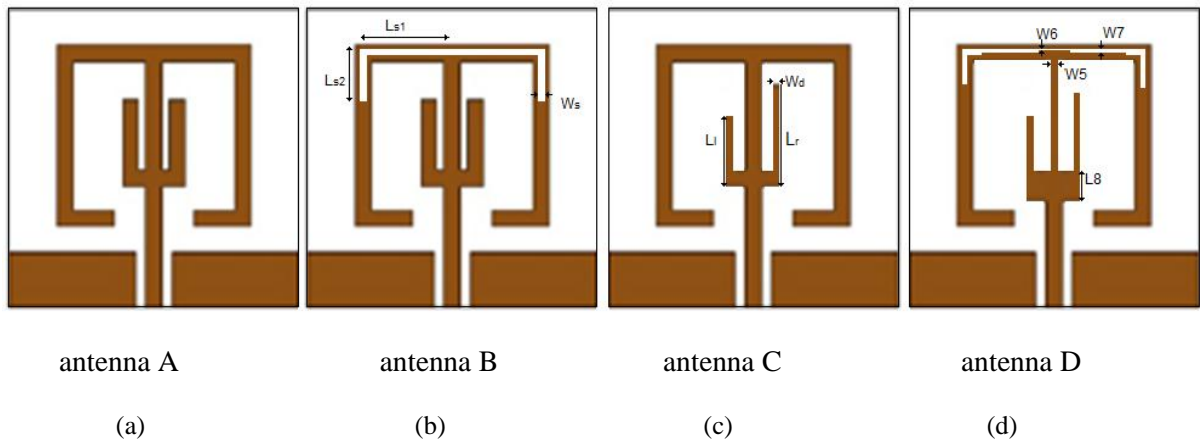 Ls1
Ls2
Ws
Wd
Ll
Lr
W6
W7
W5
L8
antenna A
antenna B
antenna C
antenna D
(a)
(b)
(c)
(d)